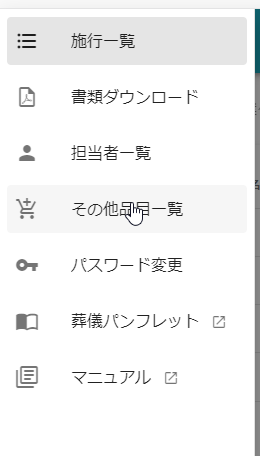 施行一覧
書類ダウンロード
担当者一覧
その他品目一覧
パスワード変更
葬儀パンフレット
マニュアル